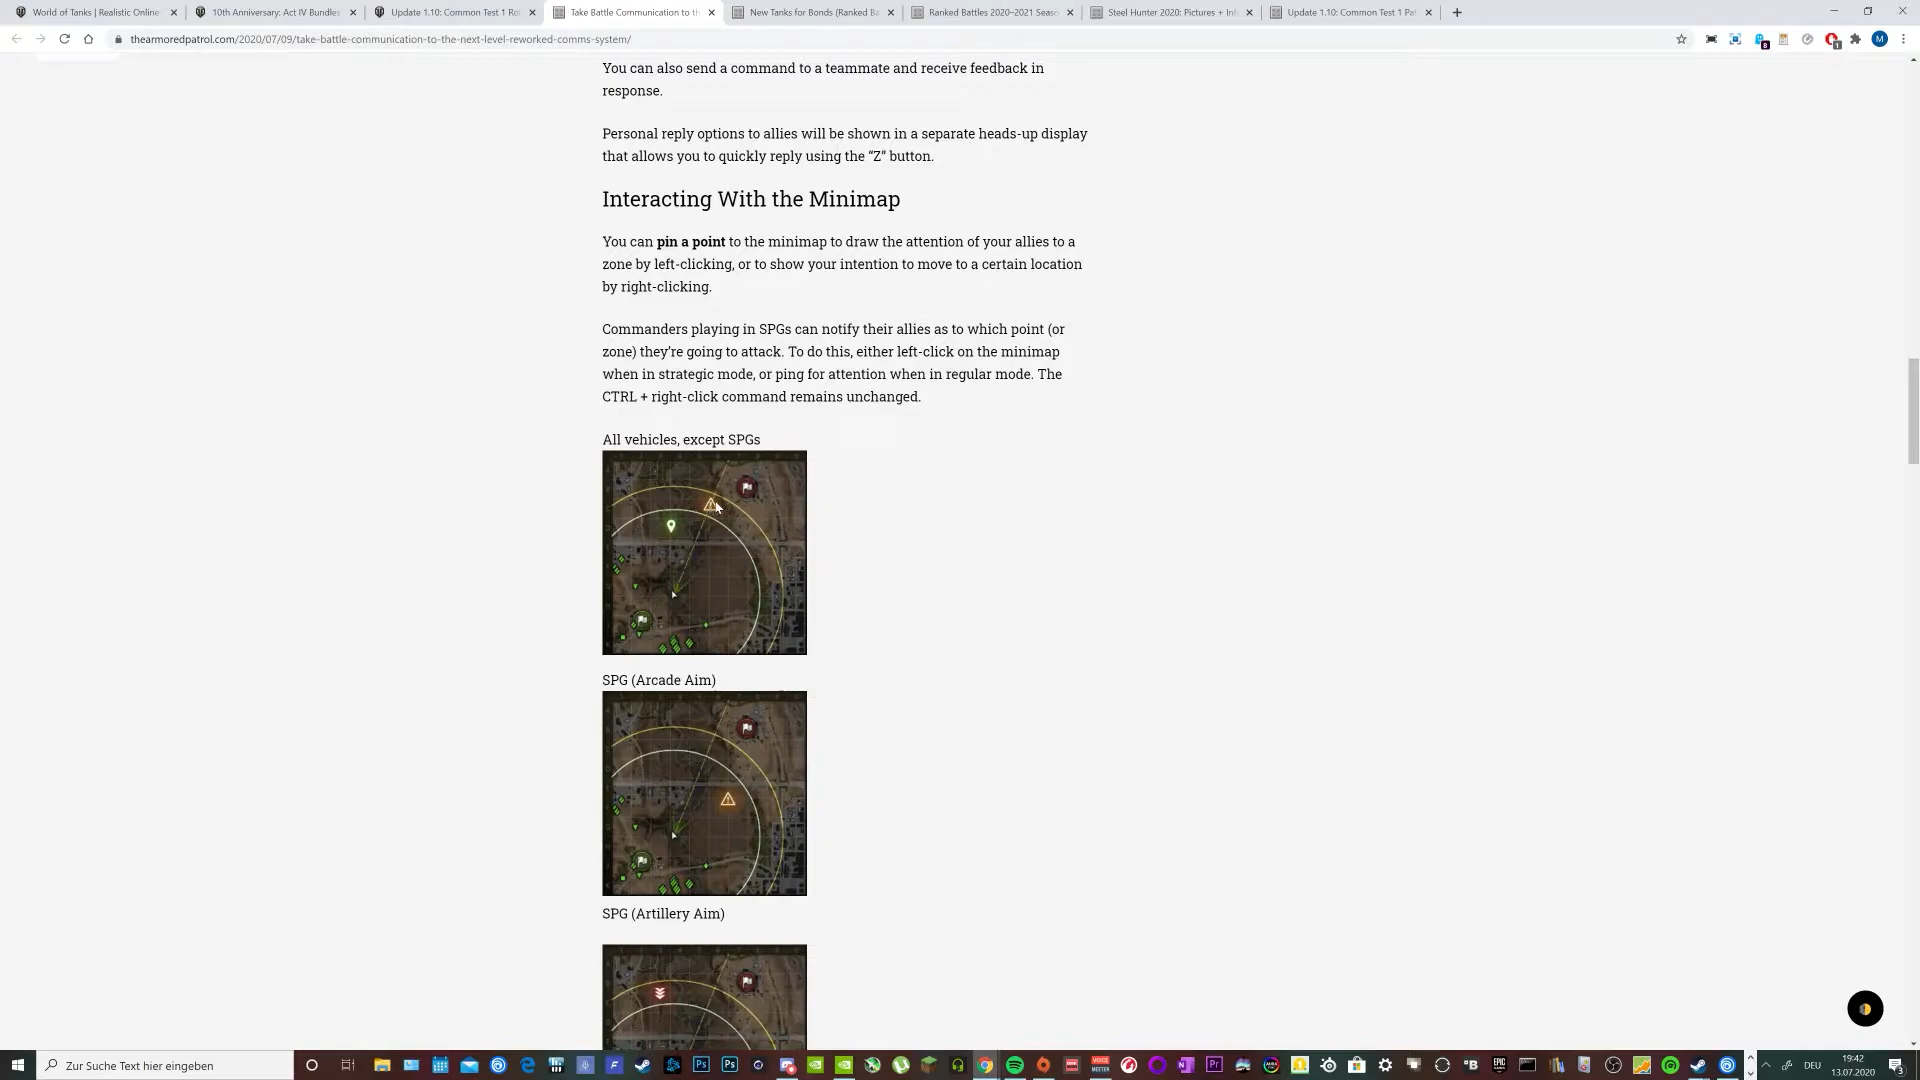 World of Tanks | Realistic Online
10th Anniversary: Act IV Bundles
Update 1.10: Common Test 1 Ro
Take Battle Communication to th
New Tanks for Bonds (Ranked Ba
Ranked Battles 2020–2021 Seaso
Steel Hunter 2020: Pictures + Inf
Update 1.10: Common Test 1 Pat
thearmoredpatrol.com/2020/07/09/take-battle-communication-to-the-next-level-reworked-comms-system/
You can also send a command to a teammate and receive feedback in
response.
Personal reply options to allies will be shown in a separate heads-up display
that allows you to quickly reply using the “Z” button.
Interacting With the Minimap
You can pin a point to the minimap to draw the attention of your allies to a
zone by left-clicking, or to show your intention to move to a certain location
by right-clicking.
Commanders playing in SPGs can notify their allies as to which point (or
zone) they’re going to attack. To do this, either left-click on the minimap
when in strategic mode, or ping for attention when in regular mode. The
CTRL + right-click command remains unchanged.
All vehicles, except SPGs
SPG (Arcade Aim)
SPG (Artillery Aim)
Zur Suche Text hier eingeben
DEU
19:42
13.07.2020